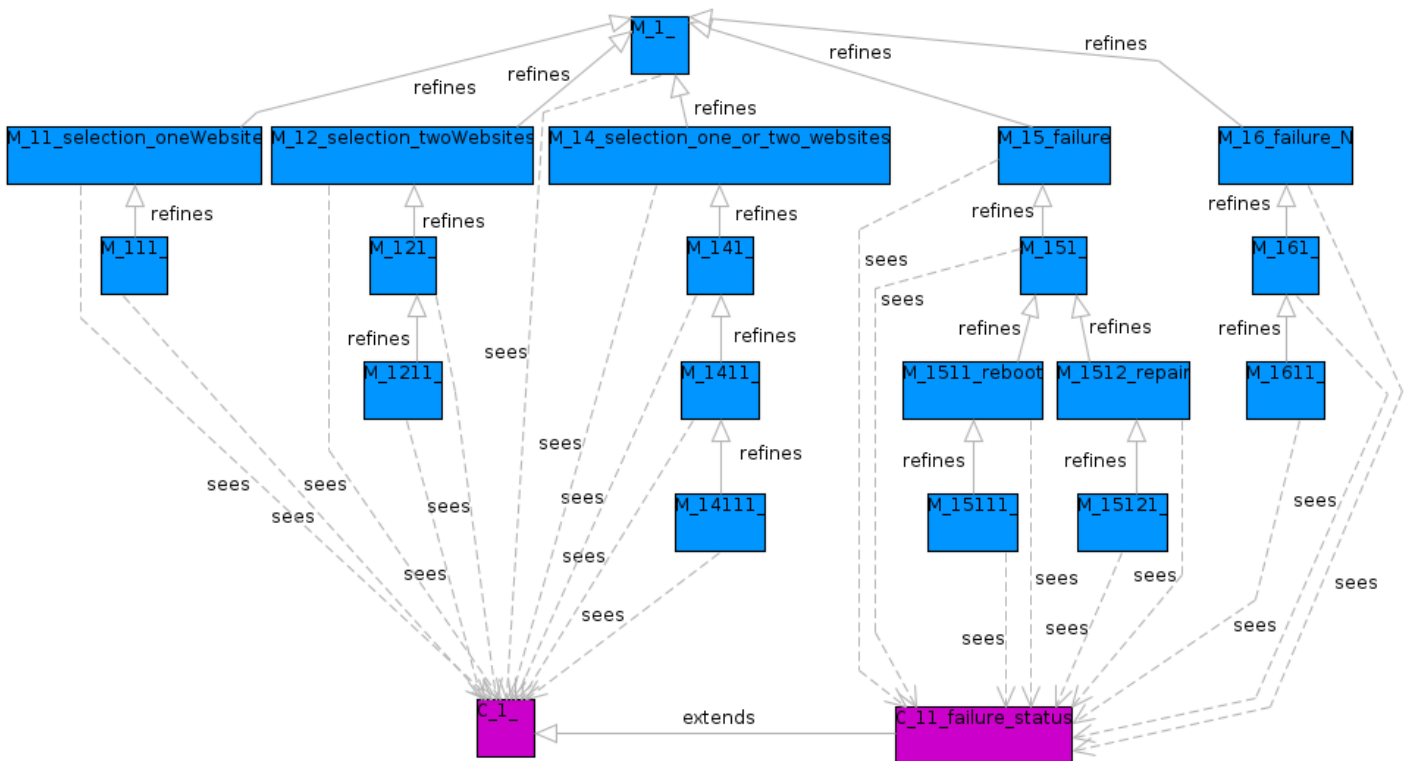 M_1_
refines
refines
refines
refines
refines
M_11_selection_oneWebsite
M_12_selection_twoWebsites
M_14_selection_one_or_two_websites
M_15_failure
M_16_failure_N
refines
refines
refines
refines
refines
M_111_
M_121_
M_141_
M_151_
M_161_
sees
sees
sees
refines
refines
refines
refines
refines
M_1211_
M_1411_
M_1511_reboot
M_1512_repair
M_1611_
sees
refines
refines
refines
sees
sees
sees
sees
sees
sees
M_14111_
M_15111_
M_15121_
sees
sees
sees
sees
sees
sees
sees
sees
sees
sees
C_1_
extends
C_11_failure_status